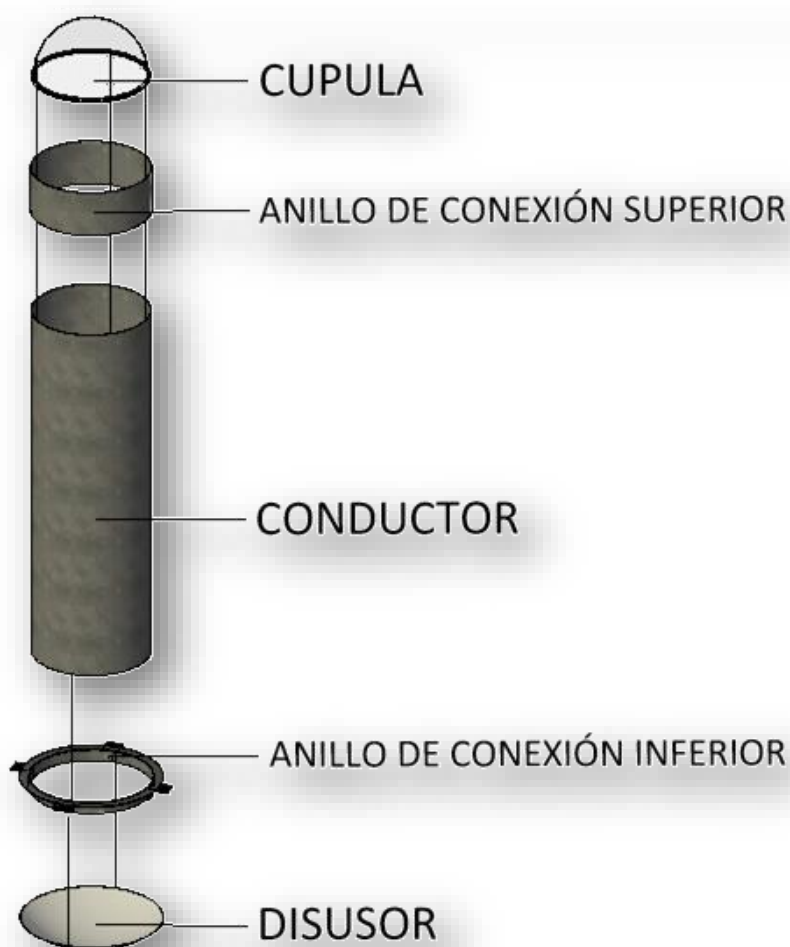 CUPULA
ANILLO DE CONEXIÓN SUPERIOR
CONDUCTOR
ANILLO DE CONEXIÓN INFERIOR
DISUSOR